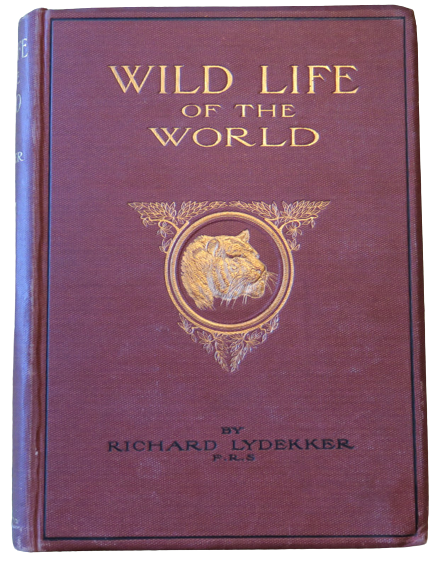 WILD LIFE
OF THE
WORLD
BY
RICHARD LYDEKKER
F.R.S